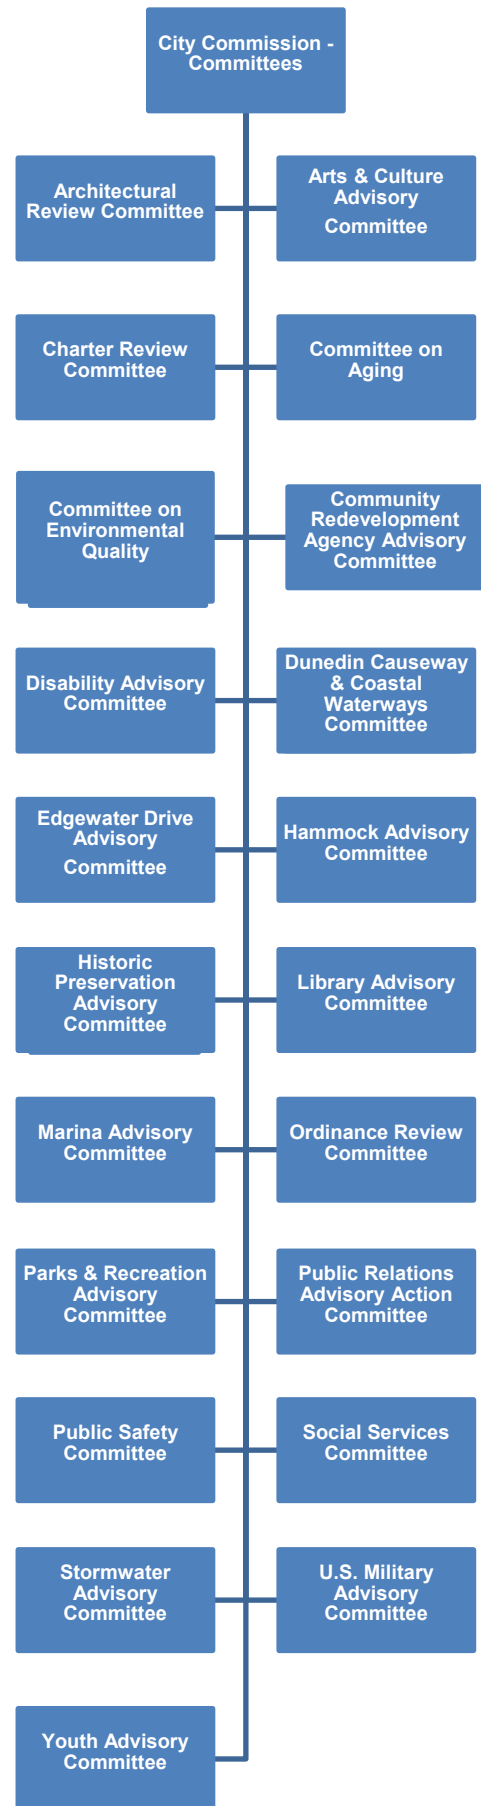 City Commission -
Committees
Architectural
Review Committee
Arts & Culture
Advisory
Committee
Charter Review
Committee
Committee on
Aging
Committee on
Environmental
Quality
Community
Redevelopment
Agency Advisory
Committee
Disability Advisory
Committee
Dunedin Causeway
& Coastal
Waterways
Committee
Edgewater Drive
Advisory
Committee
Hammock Advisory
Committee
Historic
Preservation
Advisory
Committee
Library Advisory
Committee
Marina Advisory
Committee
Ordinance Review
Committee
Parks & Recreation
Advisory
Committee
Public Relations
Advisory Action
Committee
Public Safety
Committee
Social Services
Committee
Stormwater
Advisory
Committee
U.S. Military
Advisory
Committee
Youth Advisory
Committee